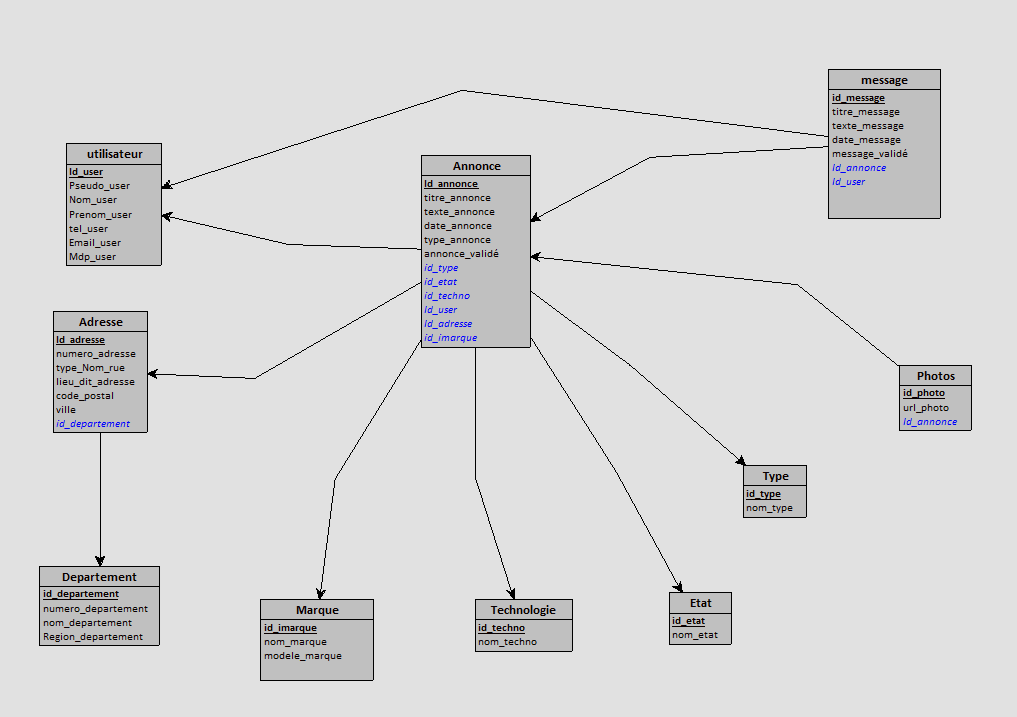 message
id_message
titre_message
texte_message
date_message
message_validé
Id_annonce
Id_user
utilisateur
Id_user
Pseudo_user
Nom_user
Prenom_user
tel_user
Email_user
Mdp_user
Annonce
Id_annonce
titre_annonce
texte_annonce
date_annonce
type_annonce
annonce_validé
id_type
id_etat
id_techno
Id_user
Id_adresse
id_imarque
Adresse
Id_adresse
numero_adresse
type_Nom_rue
lieu_dit_adresse
code_postal
ville
id_departement
Photos
id_photo
url_photo
Id_annonce
Type
id_type
nom_type
Departement
id_departement
numero_departement
nom_departement
Region_departement
Marque
id_imarque
nom_marque
modele_marque
Technologie
id_techno
nom_techno
Etat
id_etat
nom_etat